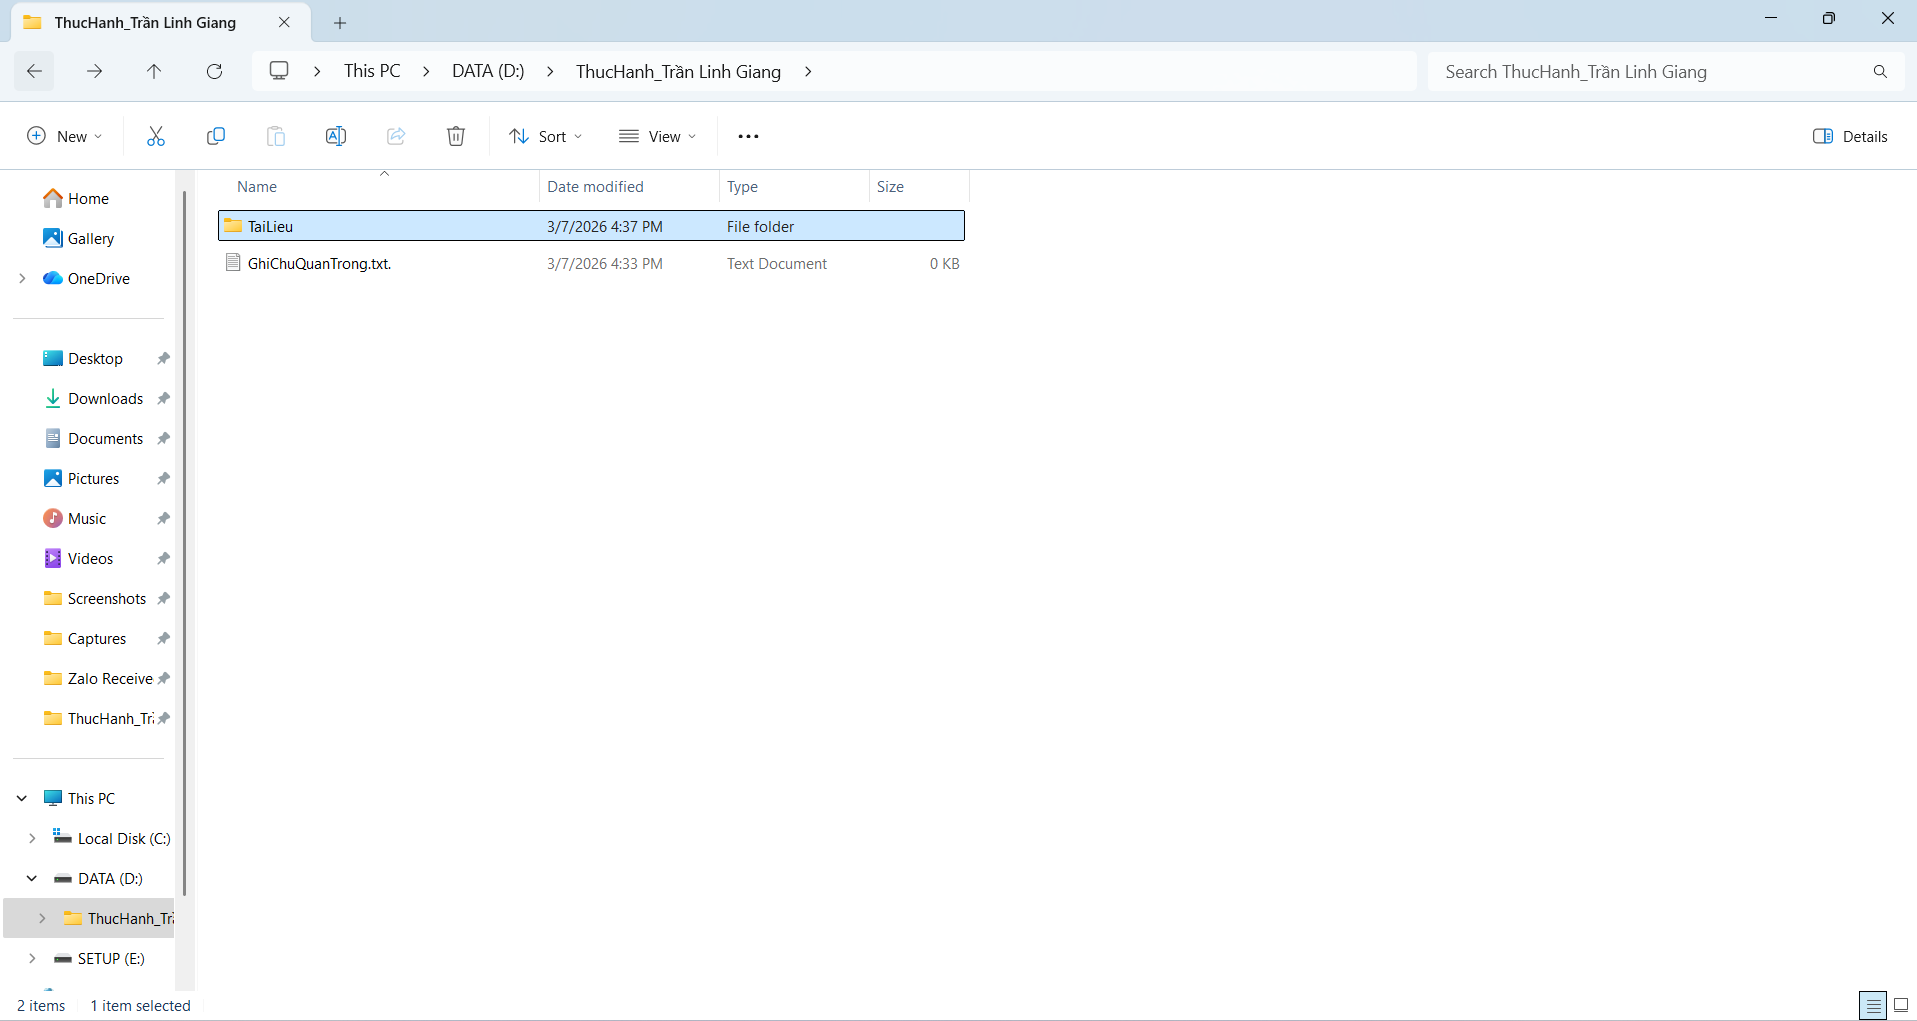 ThucHanh_Trần Linh Giang
This PC > DATA (D:) > ThucHanh_Trần Linh Giang >
Search ThucHanh_Trần Linh Giang
New
Sort
View
Details
Name Date modified Type Size
TaiLieu 3/7/2026 4:37 PM File folder
GhiChuQuanTrong.txt. 3/7/2026 4:33 PM Text Document 0 KB
Home
Gallery
OneDrive
Desktop
Downloads
Documents
Pictures
Music
Videos
Screenshots
Captures
Zalo Receive
ThucHanh_Tr
This PC
Local Disk (C:)
DATA (D:)
ThucHanh_Trầ
SETUP (E:)
2 items 1 item selected